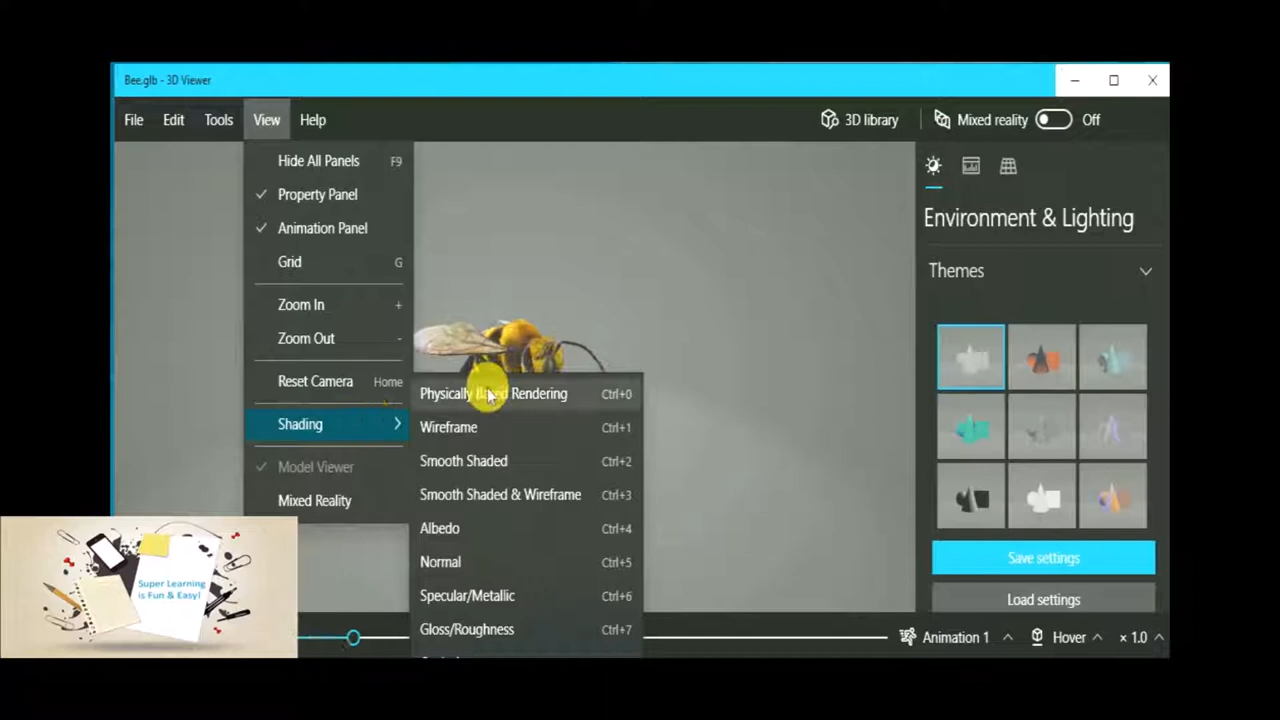 Bee.glb - 3D Viewer
File Edit Tools View Help 3D library Mixed reality Off
Hide All Panels F9
Property Panel
Animation Panel
Grid G
Zoom In +
Zoom Out -
Reset Camera Home
Shading
Model Viewer
Mixed Reality
Physically Based Rendering Ctrl+0
Wireframe Ctrl+1
Smooth Shaded Ctrl+2
Smooth Shaded & Wireframe Ctrl+3
Albedo Ctrl+4
Normal Ctrl+5
Specular/Metallic Ctrl+6
Gloss/Roughness Ctrl+7
Environment & Lighting
Themes
Save settings
Load settings
Super Learning
is Fun & Easy!
Animation 1 Hover × 1.0